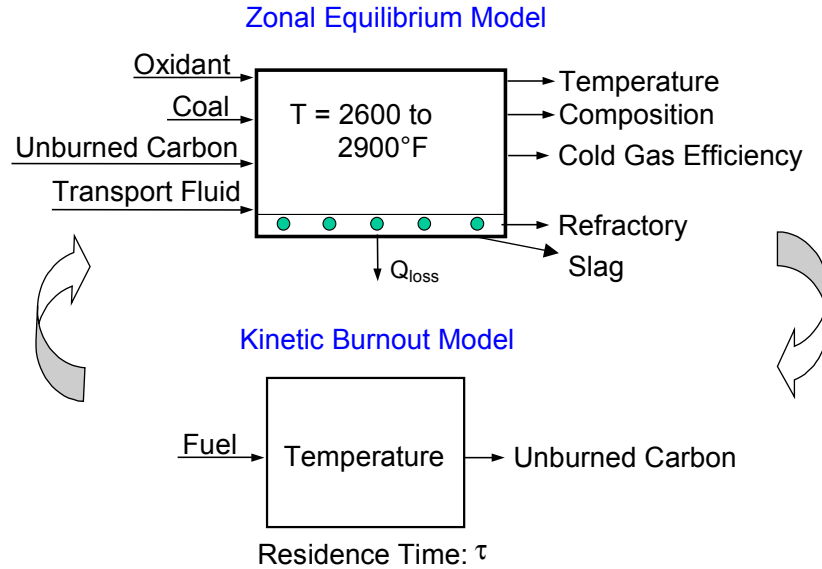 Zonal Equilibrium Model
Oxidant
Coal
Unburned Carbon
Transport Fluid
T = 2600 to
2900°F
Temperature
Composition
Cold Gas Efficiency
Refractory
Slag
Qloss
Kinetic Burnout Model
Fuel
Temperature
Unburned Carbon
Residence Time: τ